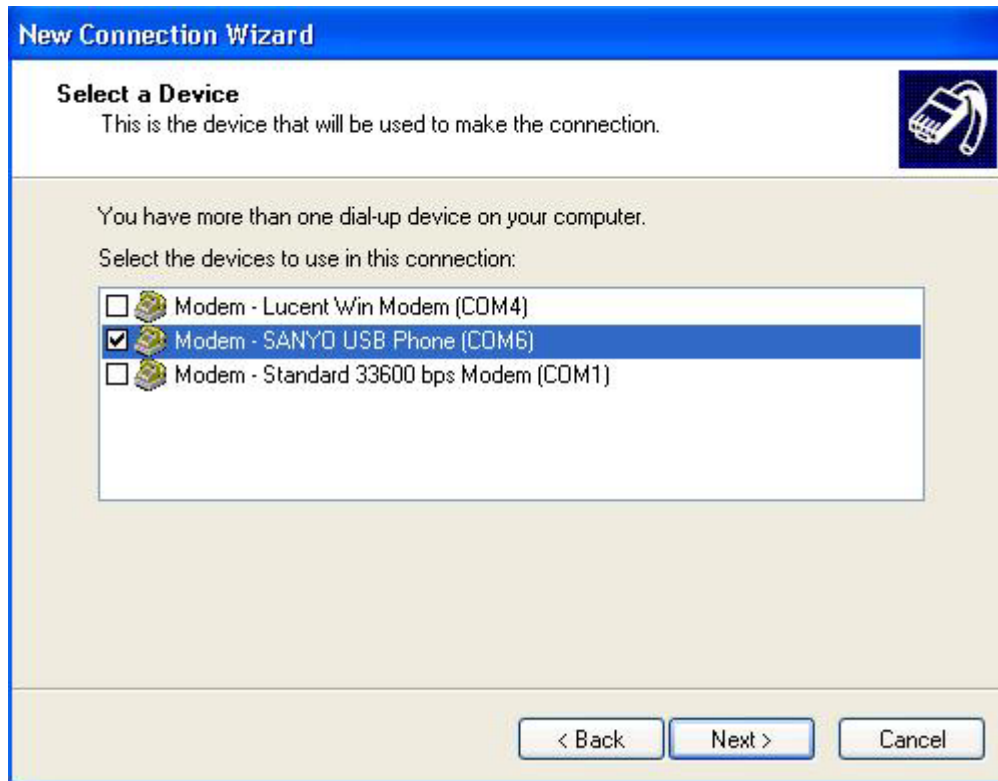 New Connection Wizard
Select a Device
This is the device that will be used to make the connection.
You have more than one dial-up device on your computer.
Select the devices to use in this connection:
Modem - Lucent Win Modem (COM4)
Modem - SANYO USB Phone (COM6)
Modem - Standard 33600 bps Modem (COM1)
< Back
Next >
Cancel